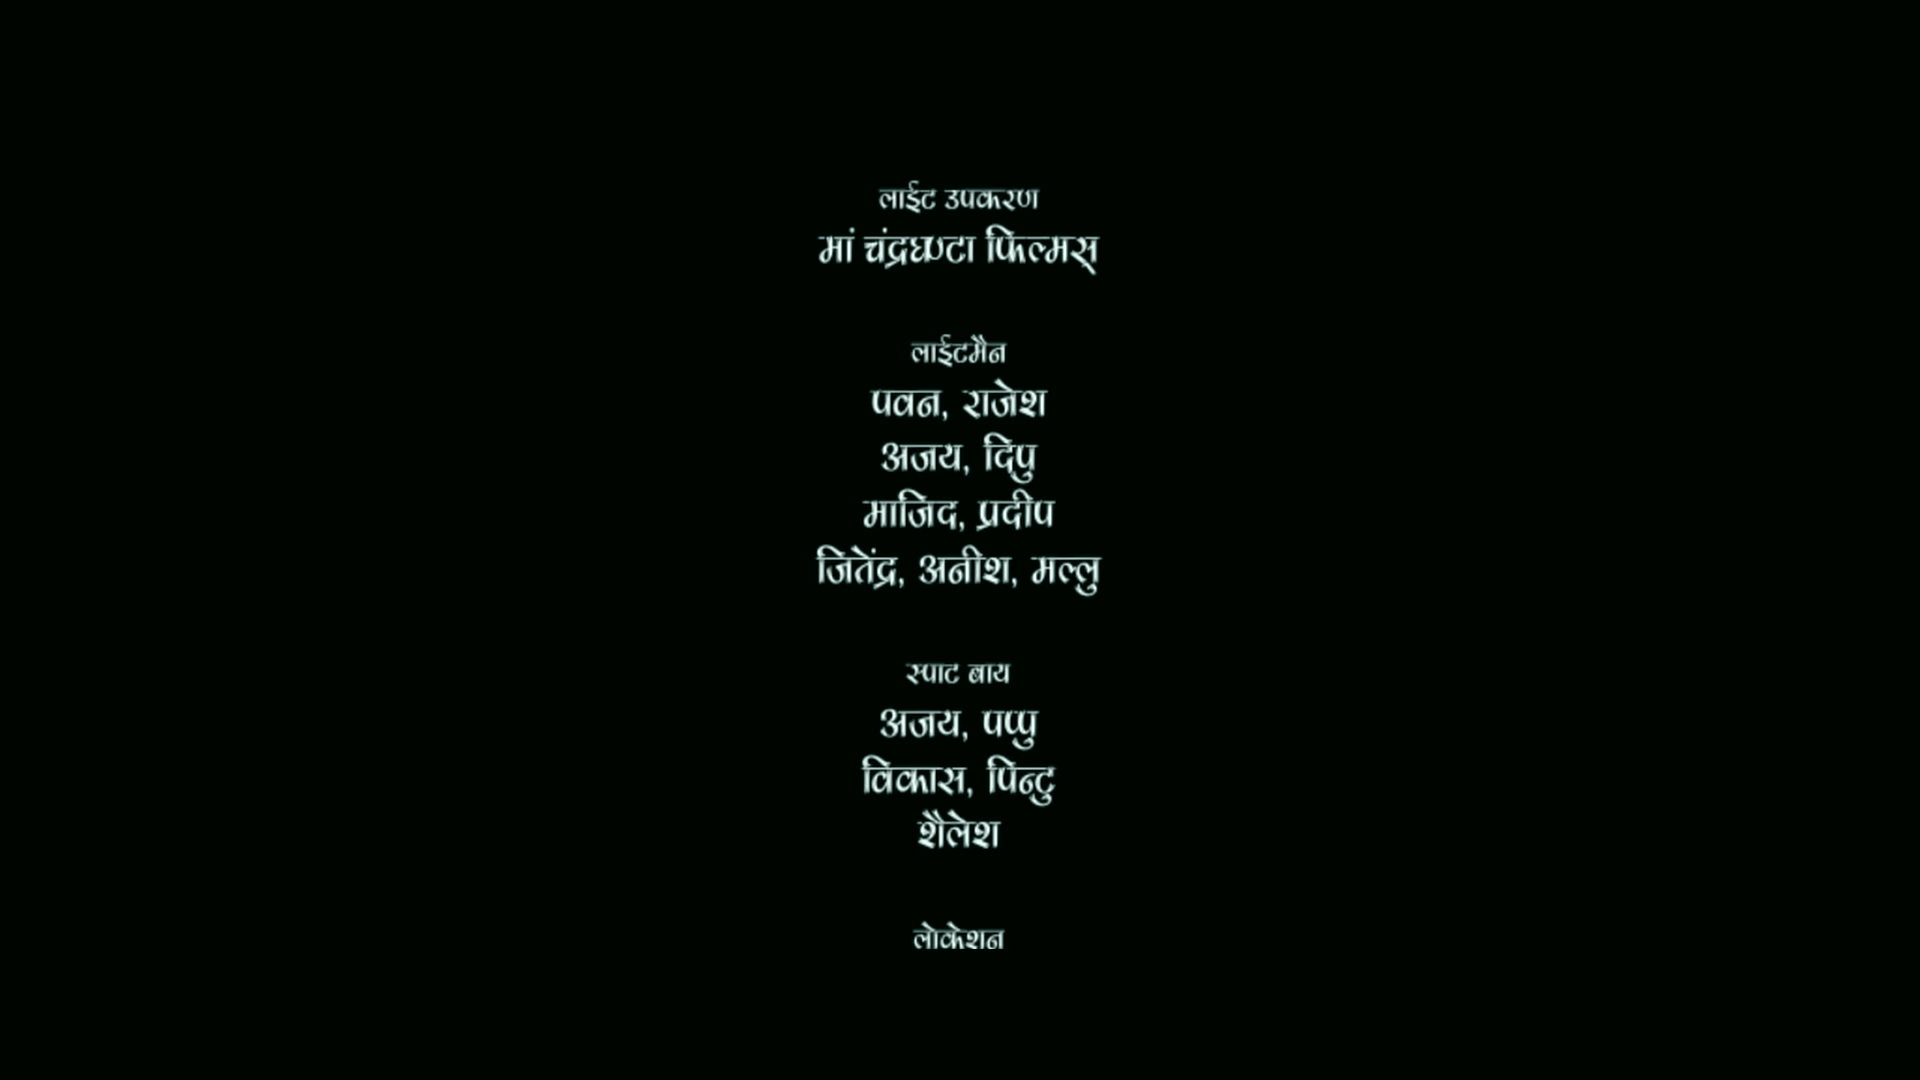 लाईट उपकरण
मां चंद्रघण्टा फिल्मस्
लाईटमैन
पवन, राजेश
अजय, दिपु
माजिद, प्रदीप
जितेंद्र, अनीश, मल्लु
स्पाट बाय
अजय, पप्पु
विकास, पिन्टु
शैलेश
लोकेशन